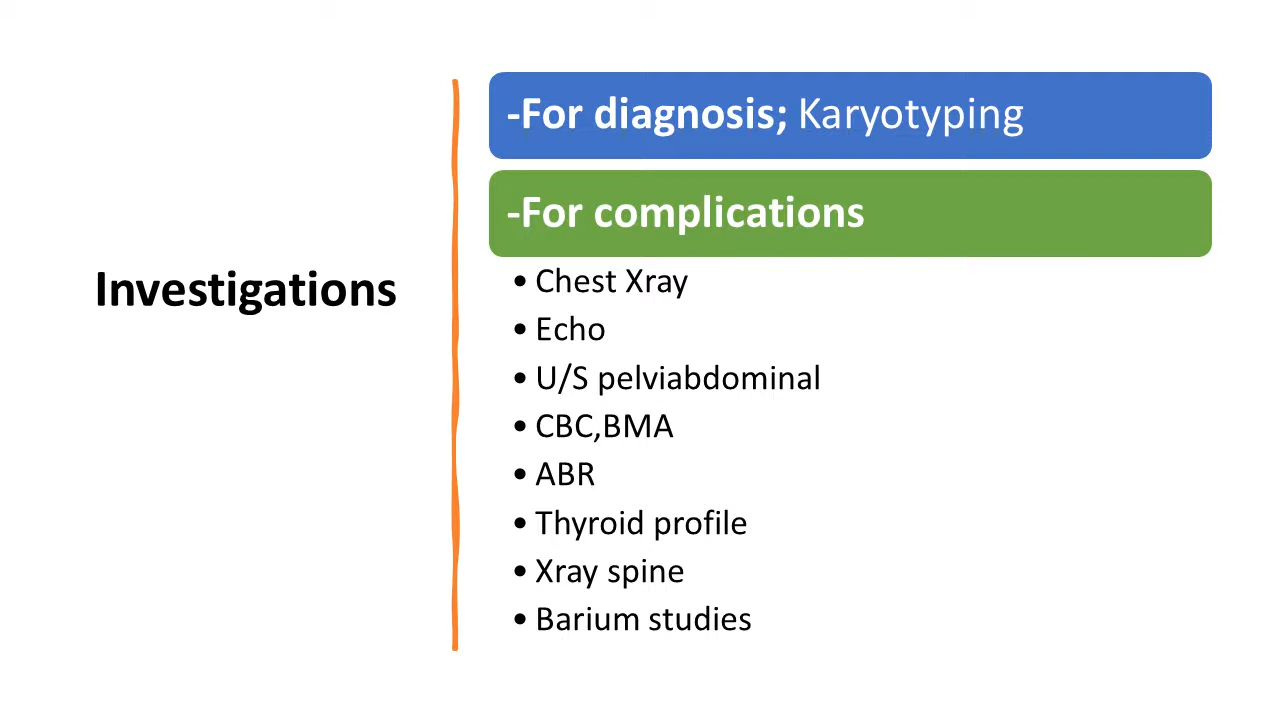 Investigations
-For diagnosis; Karyotyping
-For complications
• Chest Xray
• Echo
• U/S pelviabdominal
• CBC,BMA
• ABR
• Thyroid profile
• Xray spine
• Barium studies